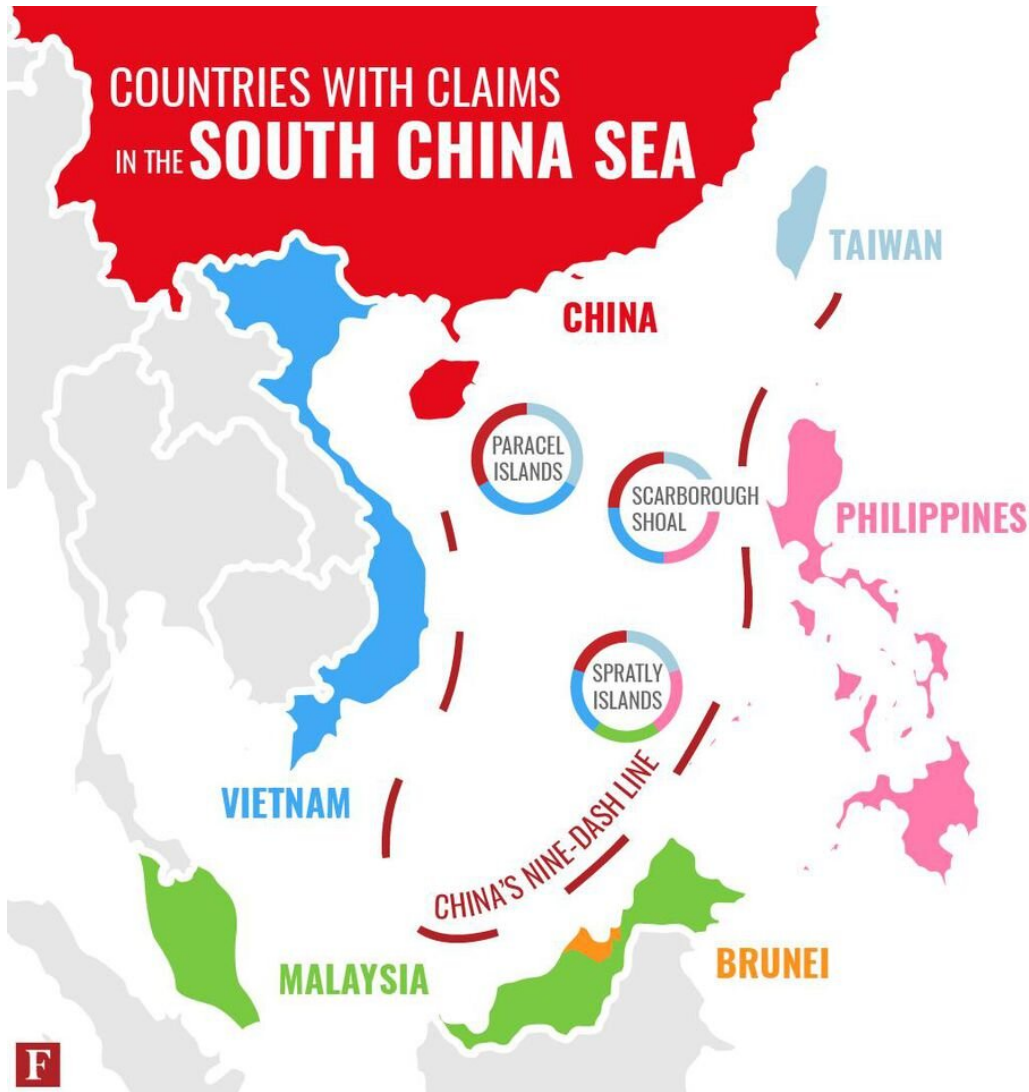 COUNTRIES WITH CLAIMS
IN THE SOUTH CHINA SEA
TAIWAN
CHINA
PARACEL
ISLANDS
SCARBOROUGH
SHOAL
PHILIPPINES
SPRATLY
ISLANDS
VIETNAM
CHINA'S NINE-DASH LINE
BRUNEI
MALAYSIA
F